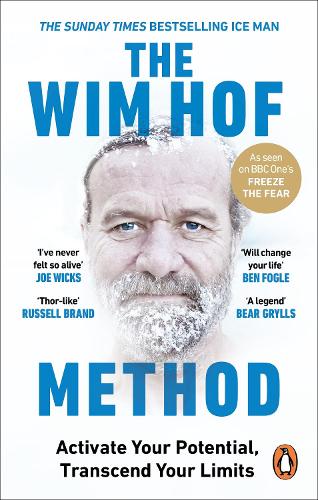 THE SUNDAY TIMES BESTSELLING ICE MAN
THE
WIM HOF
As seen
on BBC One's
FREEZE
THE FEAR
'I've never
felt so alive'
JOE WICKS
'Will change
your life'
BEN FOGLE
'Thor-like'
RUSSELL BRAND
'A legend'
BEAR GRYLLS
METHOD
Activate Your Potential,
Transcend Your Limits